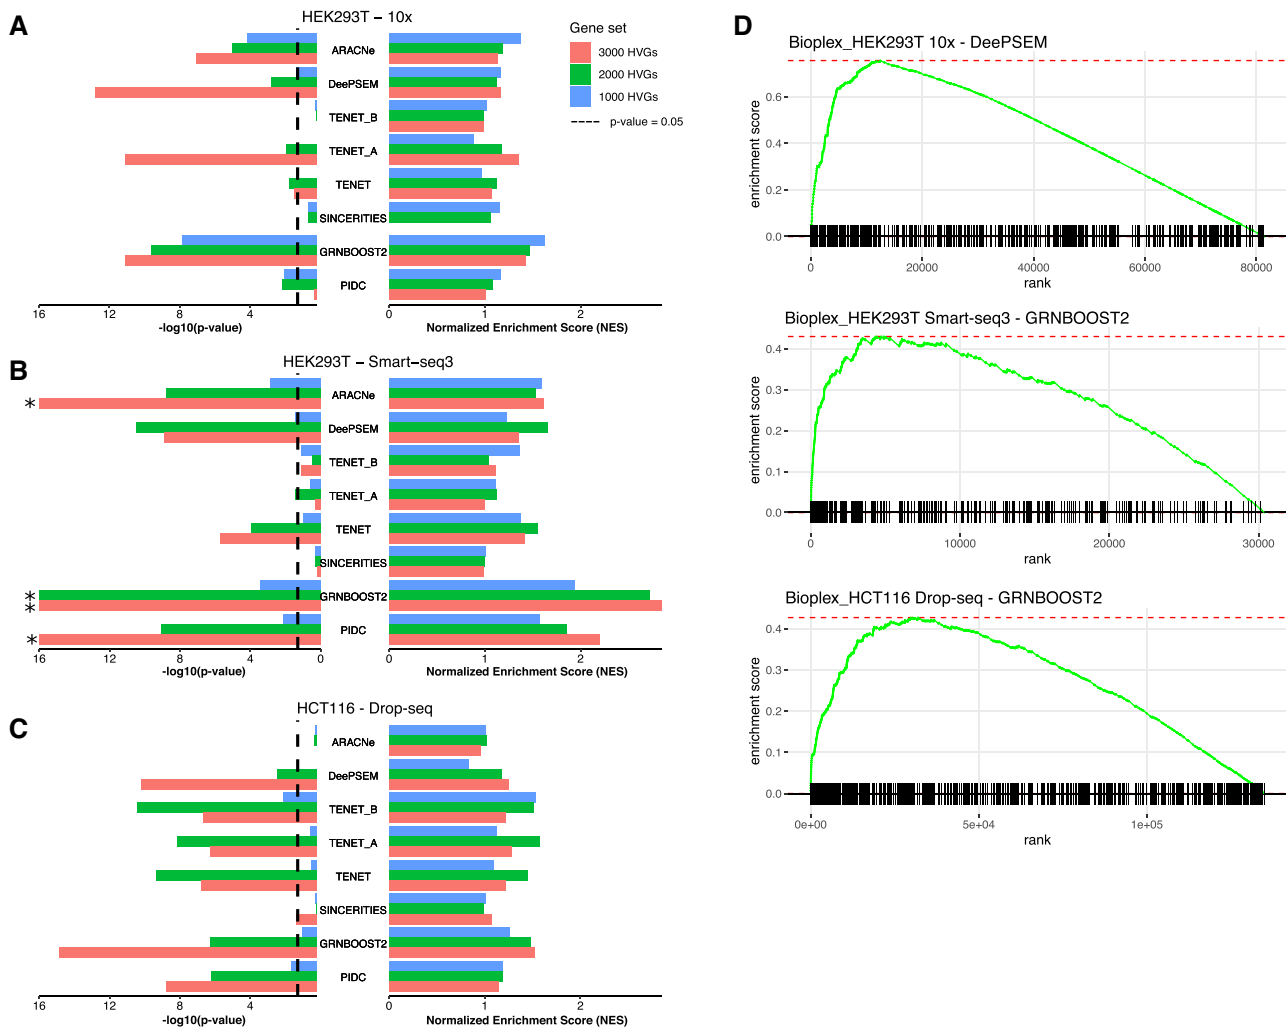 A
HEK293T – 10x
ARACNe
DeePSEM
TENET_B
TENET_A
TENET
SINCERITIES
GRNBOOST2
PIDC
16
12
8
4
0
1
2
-log10(p-value)
Normalized Enrichment Score (NES)
Gene set
3000 HVGs
2000 HVGs
1000 HVGs
p-value = 0.05
B
HEK293T – Smart–seq3
ARACNe
*
DeePSEM
TENET_B
TENET_A
TENET
SINCERITIES
*
GRNBOOST2
*
PIDC
*
16
12
8
4
0
0
1
2
-log10(p-value)
Normalized Enrichment Score (NES)
C
HCT116 - Drop-seq
ARACNe
DeePSEM
TENET_B
TENET_A
TENET
SINCERITIES
GRNBOOST2
PIDC
16
12
8
4
0
1
2
-log10(p-value)
Normalized Enrichment Score (NES)
D
Bioplex_HEK293T 10x - DeePSEM
enrichment score
0.6
0.4
0.2
0.0
0
20000
40000
60000
80000
rank
Bioplex_HEK293T Smart-seq3 - GRNBOOST2
enrichment score
0.4
0.3
0.2
0.1
0.0
0
10000
20000
30000
rank
Bioplex_HCT116 Drop-seq - GRNBOOST2
enrichment score
0.4
0.3
0.2
0.1
0.0
0e+00
5e+04
1e+05
rank